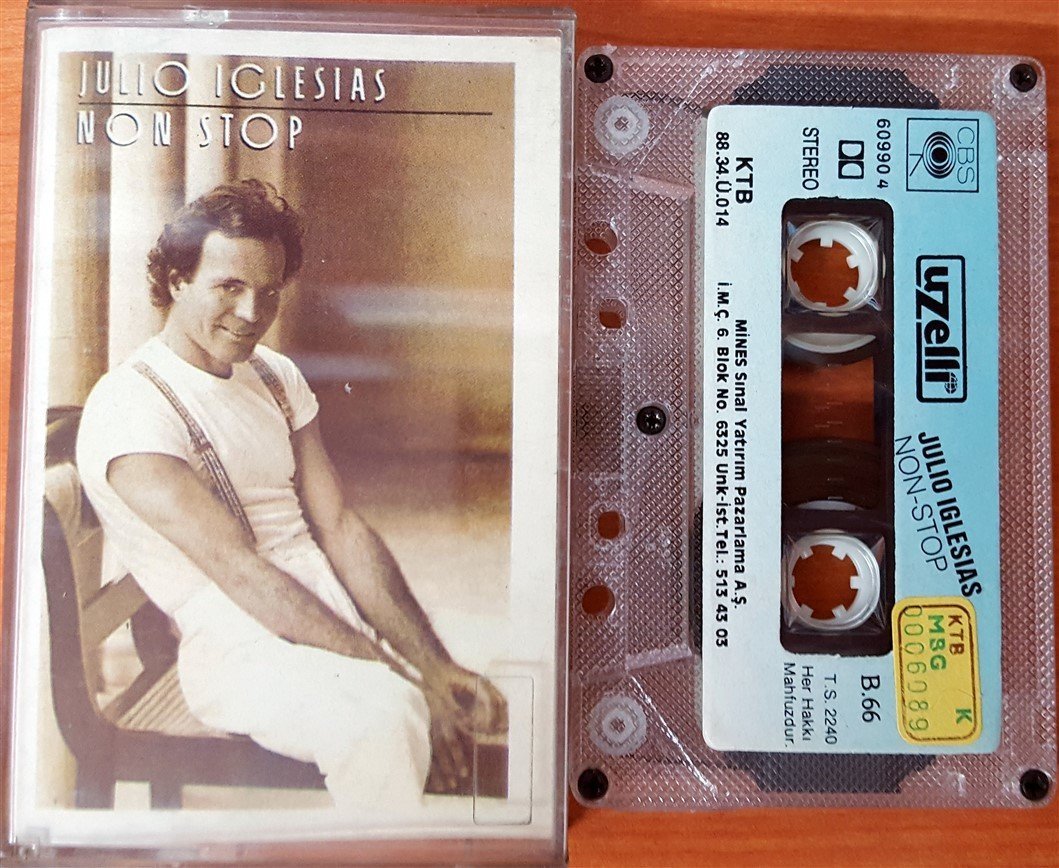 JULIO IGLESIAS
NON STOP
CBS
60990 4
STEREO
KTB
88.34.Ü.014
uzelli
JULIO IGLESIAS
NON-STOP
MİNES Sınai Yatırım Pazarlama A.Ş.
İ.M.Ç. 6. Blok No. 6325 Unk-İst.Tel.: 513 43 03
B.66
T.S. 2240
Her Hakkı
Mahfuzdur.
KTB K
MBG
0006089